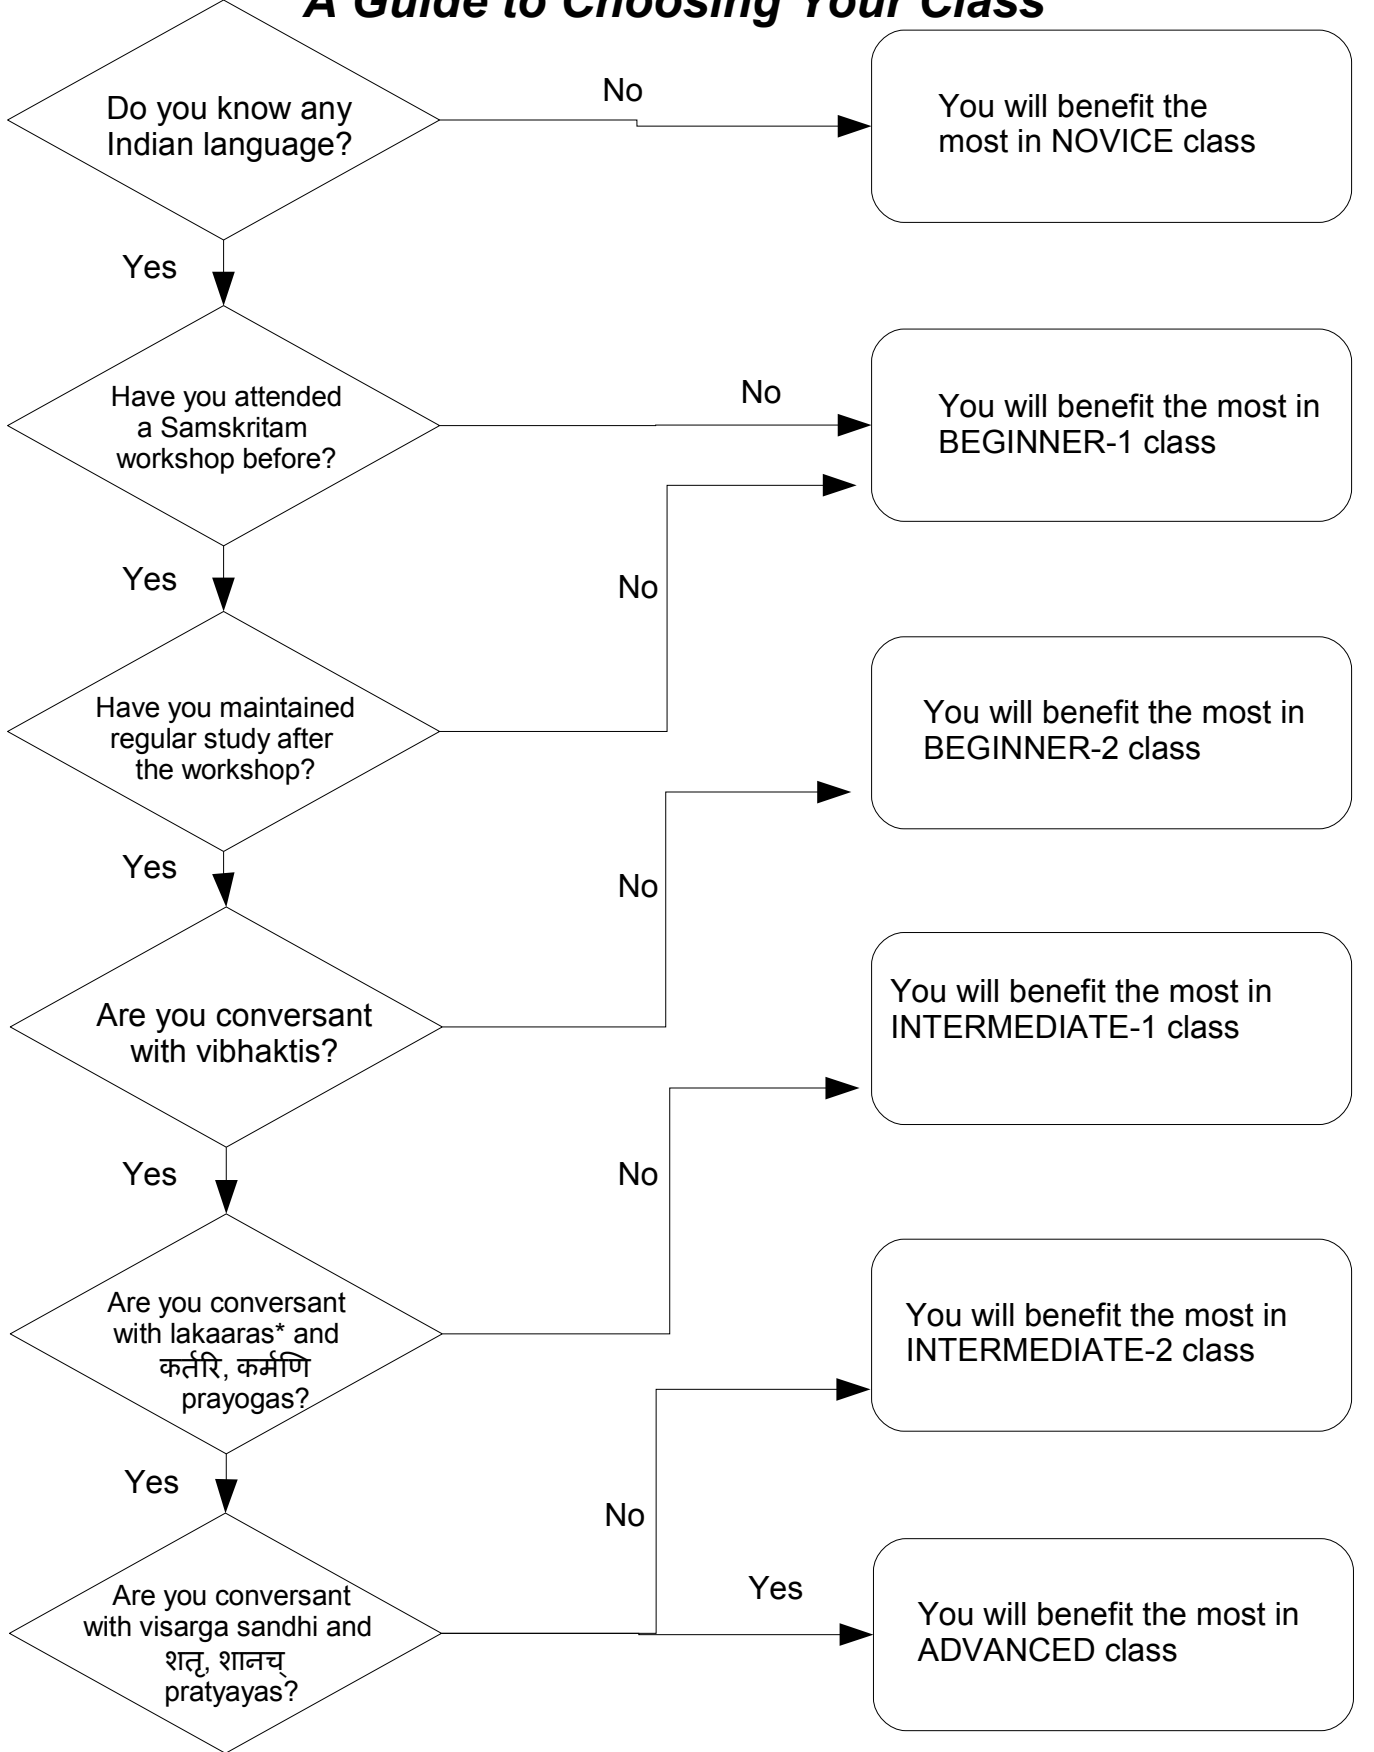 A Guide to Choosing Your Class
Do you know any
Indian language?
No
You will benefit the
most in NOVICE class
Yes
Have you attended
a Samskritam
workshop before?
No
You will benefit the most in
BEGINNER-1 class
Yes
No
Have you maintained
regular study after
the workshop?
You will benefit the most in
BEGINNER-2 class
Yes
No
Are you conversant
with vibhaktis?
You will benefit the most in
INTERMEDIATE-1 class
Yes
No
Are you conversant
with lakaaras* and
कर्तरि, कर्मणि
prayogas?
You will benefit the most in
INTERMEDIATE-2 class
Yes
No
Are you conversant
with visarga sandhi and
शतृ, शानच्
pratyayas?
Yes
You will benefit the most in
ADVANCED class